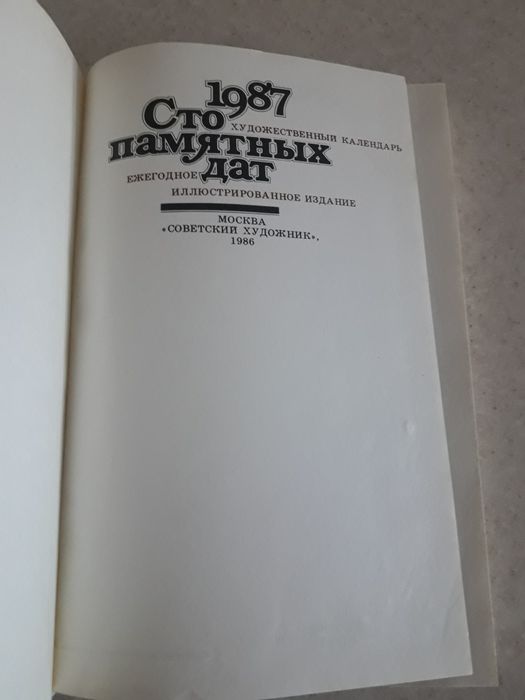 1987
Сто
ХУДОЖЕСТВЕННЫЙ КАЛЕНДАРЬ
памятных
ЕЖЕГОДНОЕ дат
ИЛЛЮСТРИРОВАННОЕ ИЗДАНИЕ
МОСКВА
«СОВЕТСКИЙ ХУДОЖНИК»,
1986